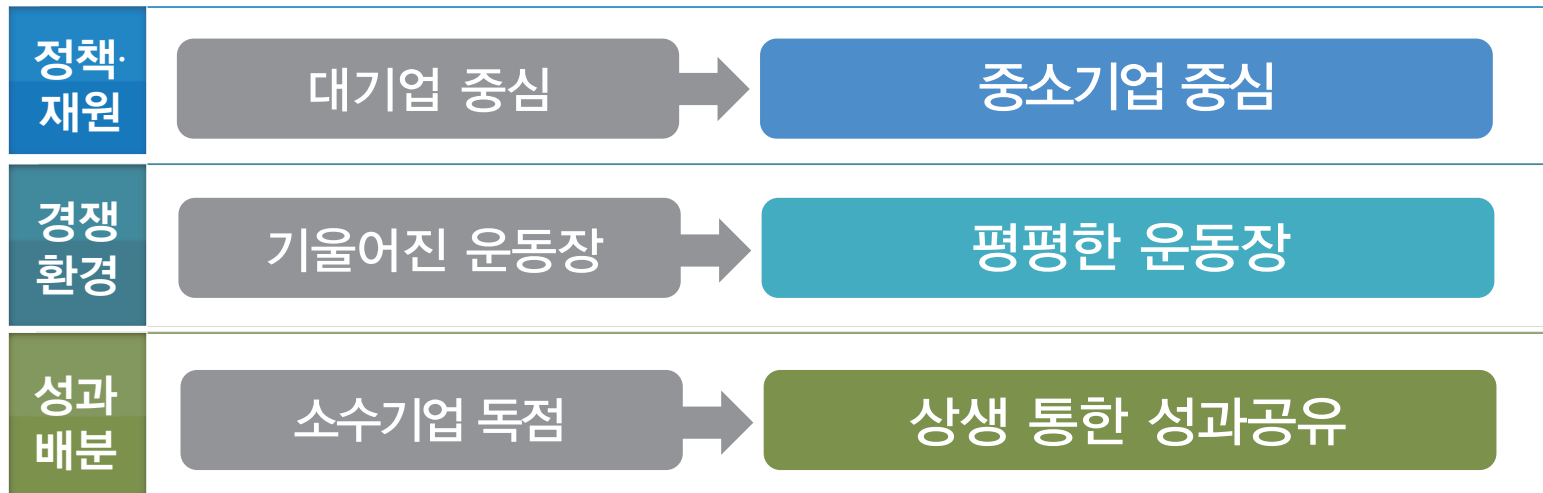 정책·
재원
대기업 중심
중소기업 중심
경쟁
환경
기울어진 운동장
평평한 운동장
성과
배분
소수기업 독점
상생 통한 성과공유